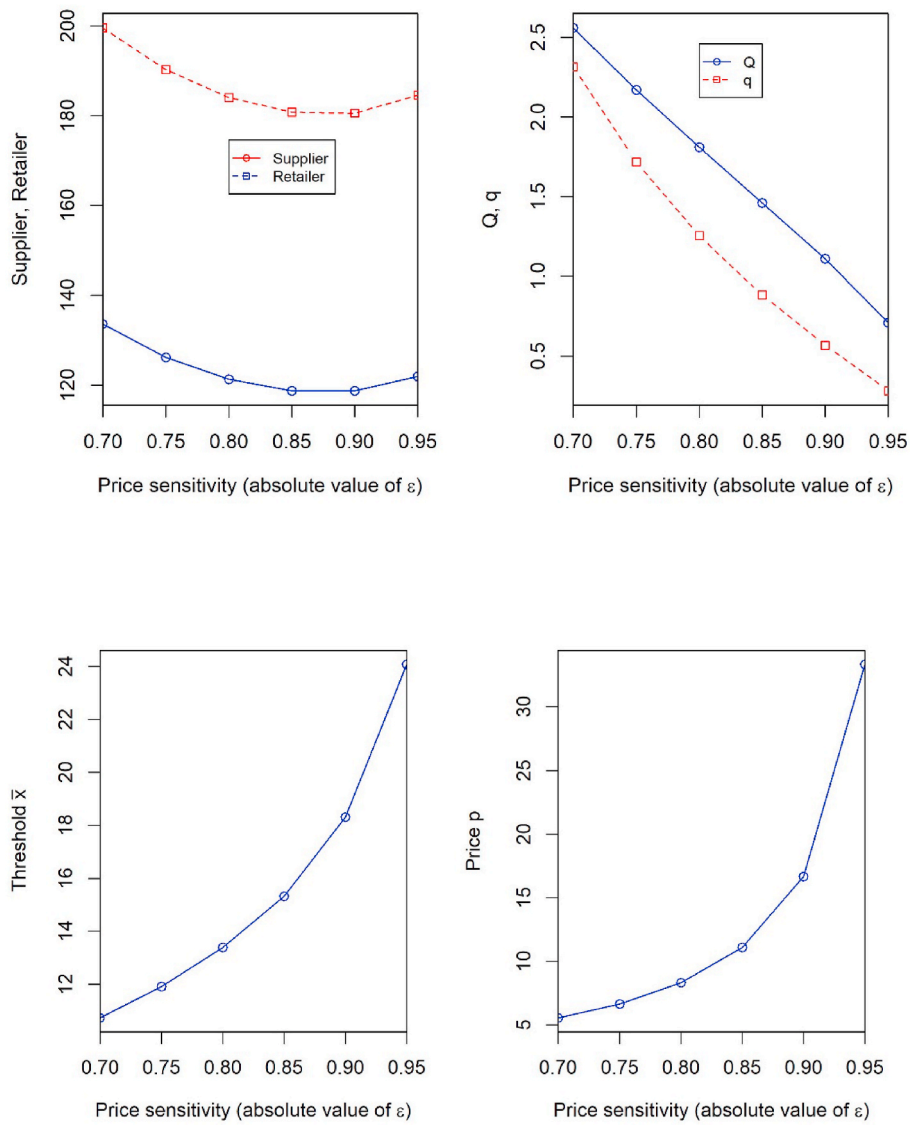 200
180
160
140
120
Supplier, Retailer
Supplier
Retailer
0.70 0.75 0.80 0.85 0.90 0.95
Price sensitivity (absolute value of ε)
2.5
2.0
1.5
1.0
0.5
Q, q
Q
q
0.70 0.75 0.80 0.85 0.90 0.95
Price sensitivity (absolute value of ε)
24
22
20
18
16
14
12
Threshold x̄
0.70 0.75 0.80 0.85 0.90 0.95
Price sensitivity (absolute value of ε)
30
25
20
15
10
5
Price p
0.70 0.75 0.80 0.85 0.90 0.95
Price sensitivity (absolute value of ε)